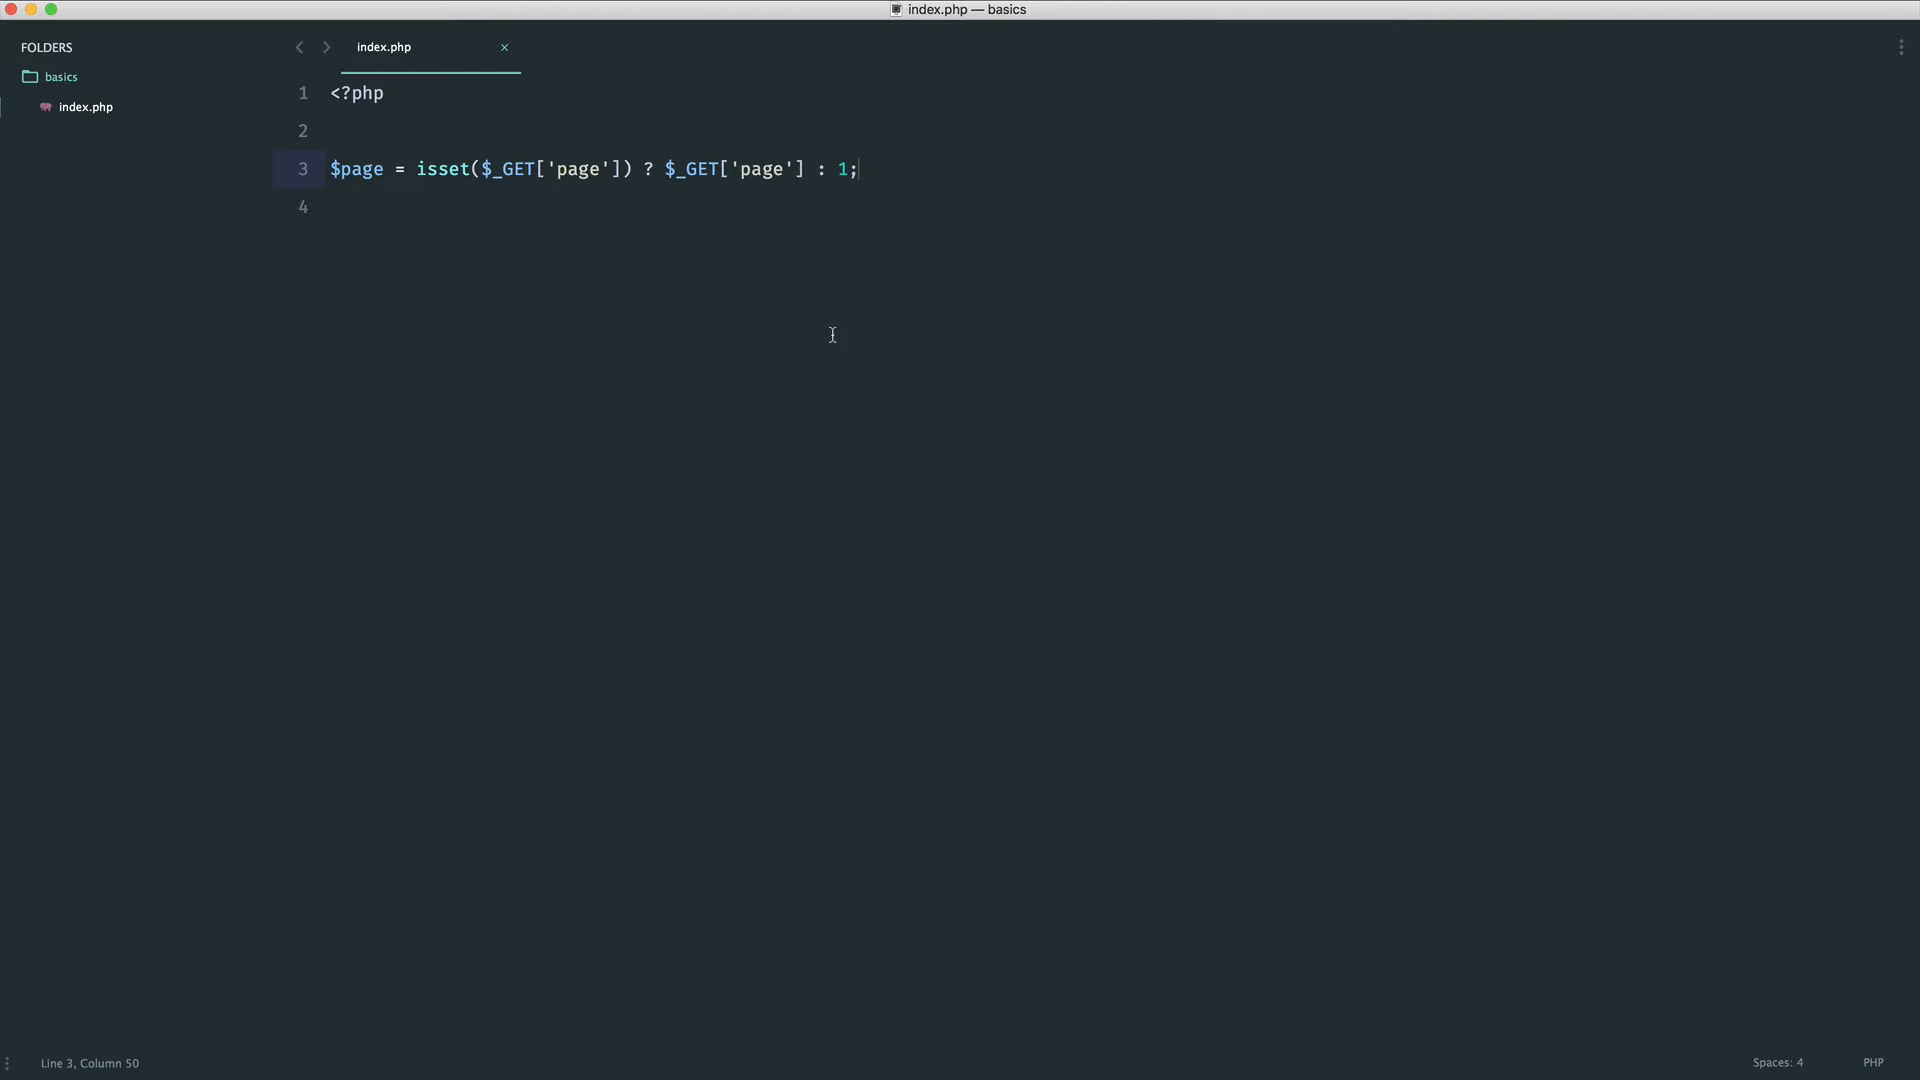 index.php — basics
FOLDERS
basics
index.php
index.php
1 <?php
2
3 $page = isset($_GET['page']) ? $_GET['page'] : 1;
4
Line 3, Column 50
Spaces: 4
PHP